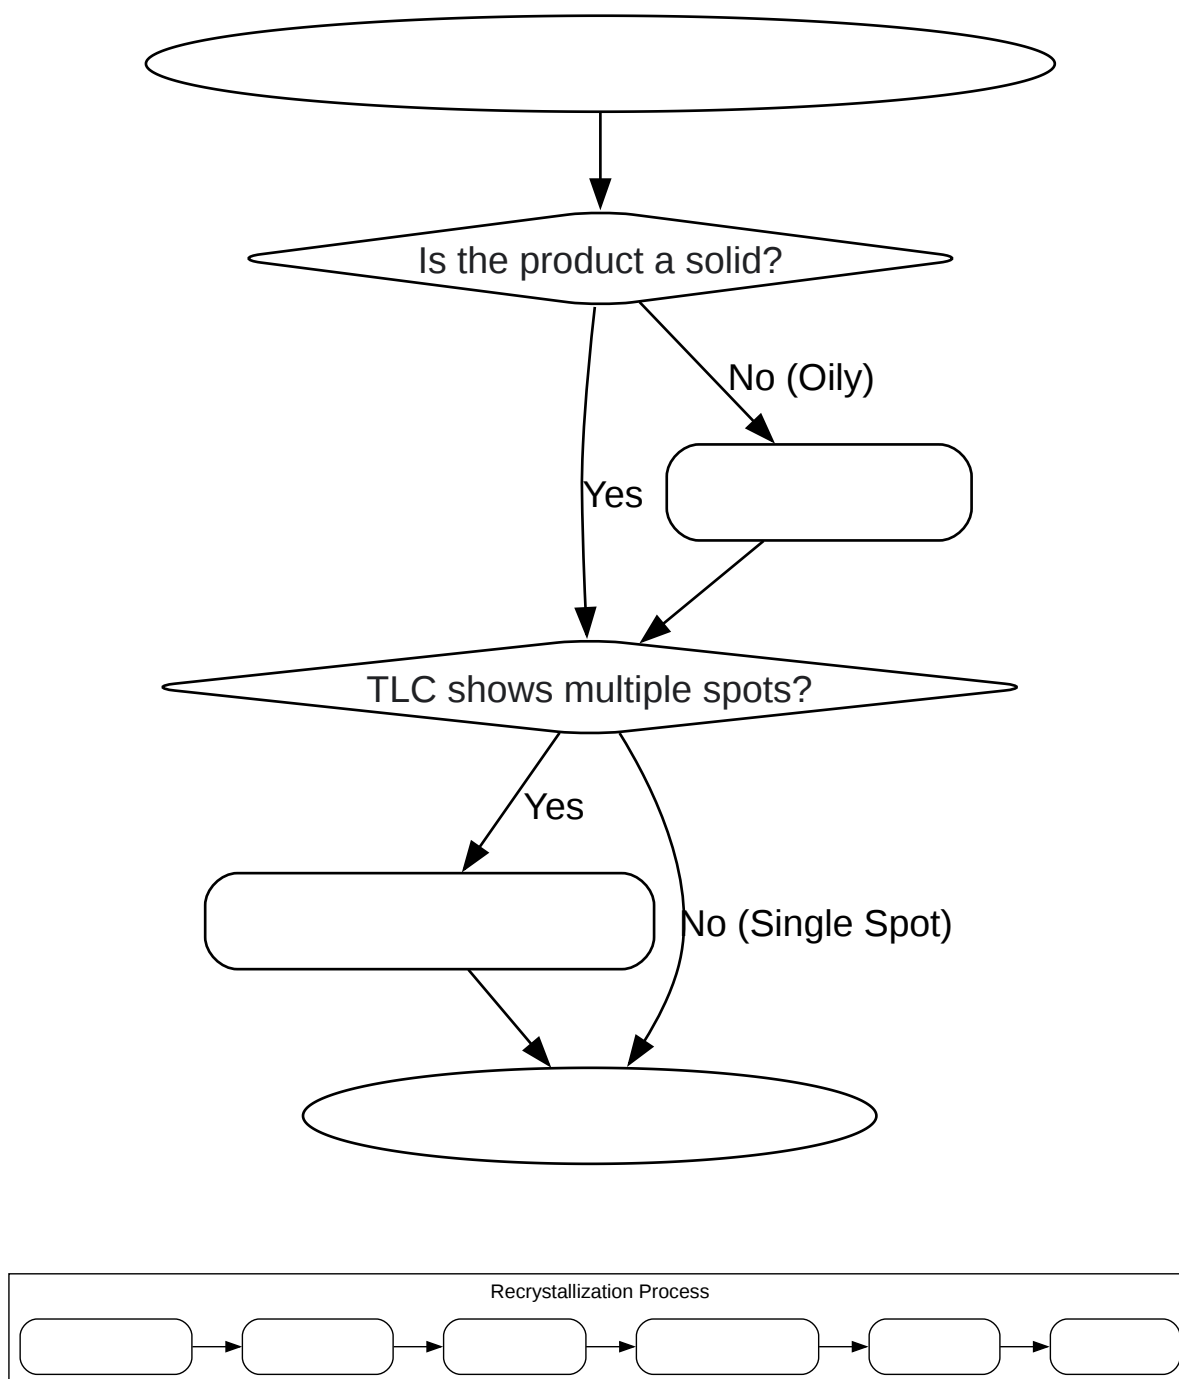 Is the product a solid?
No (Oily)
Yes
TLC shows multiple spots?
Yes
No (Single Spot)
Recrystallization Process